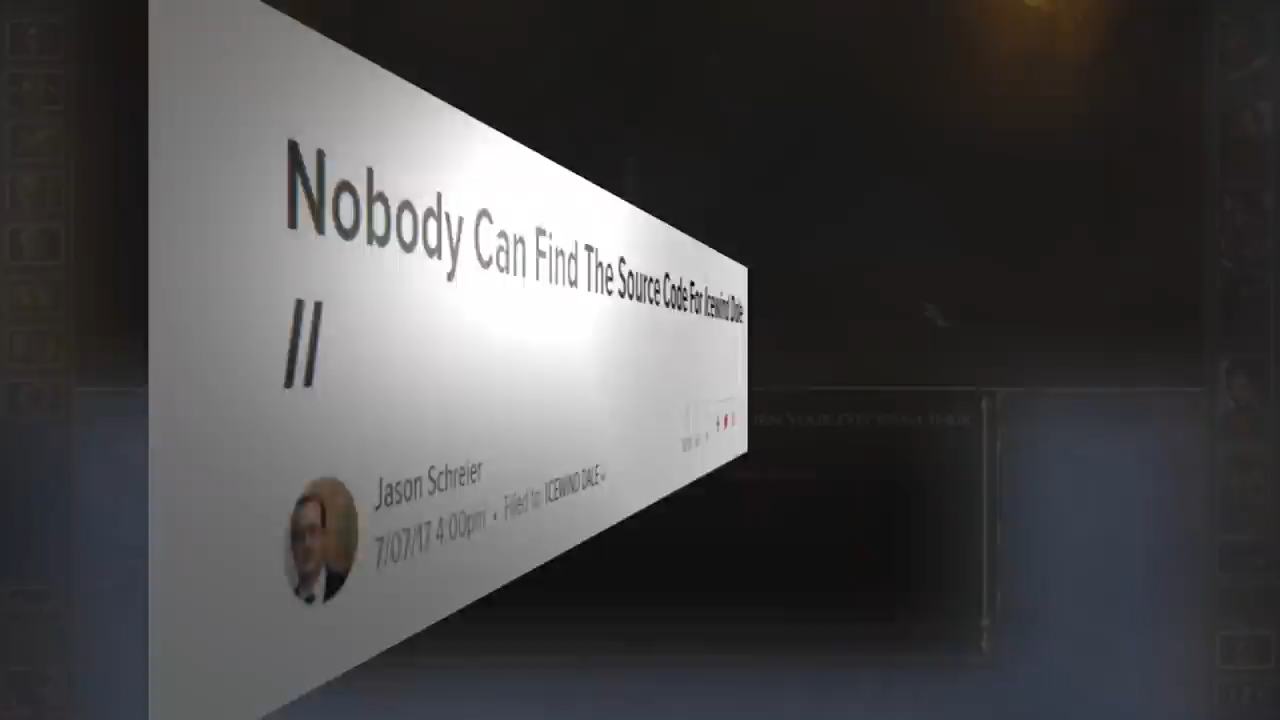 Nobody Can Find The Source Code For Icewind Dale
//
Jason Schreier
7/07/17 4:00pm • Filed to: ICEWIND DALE